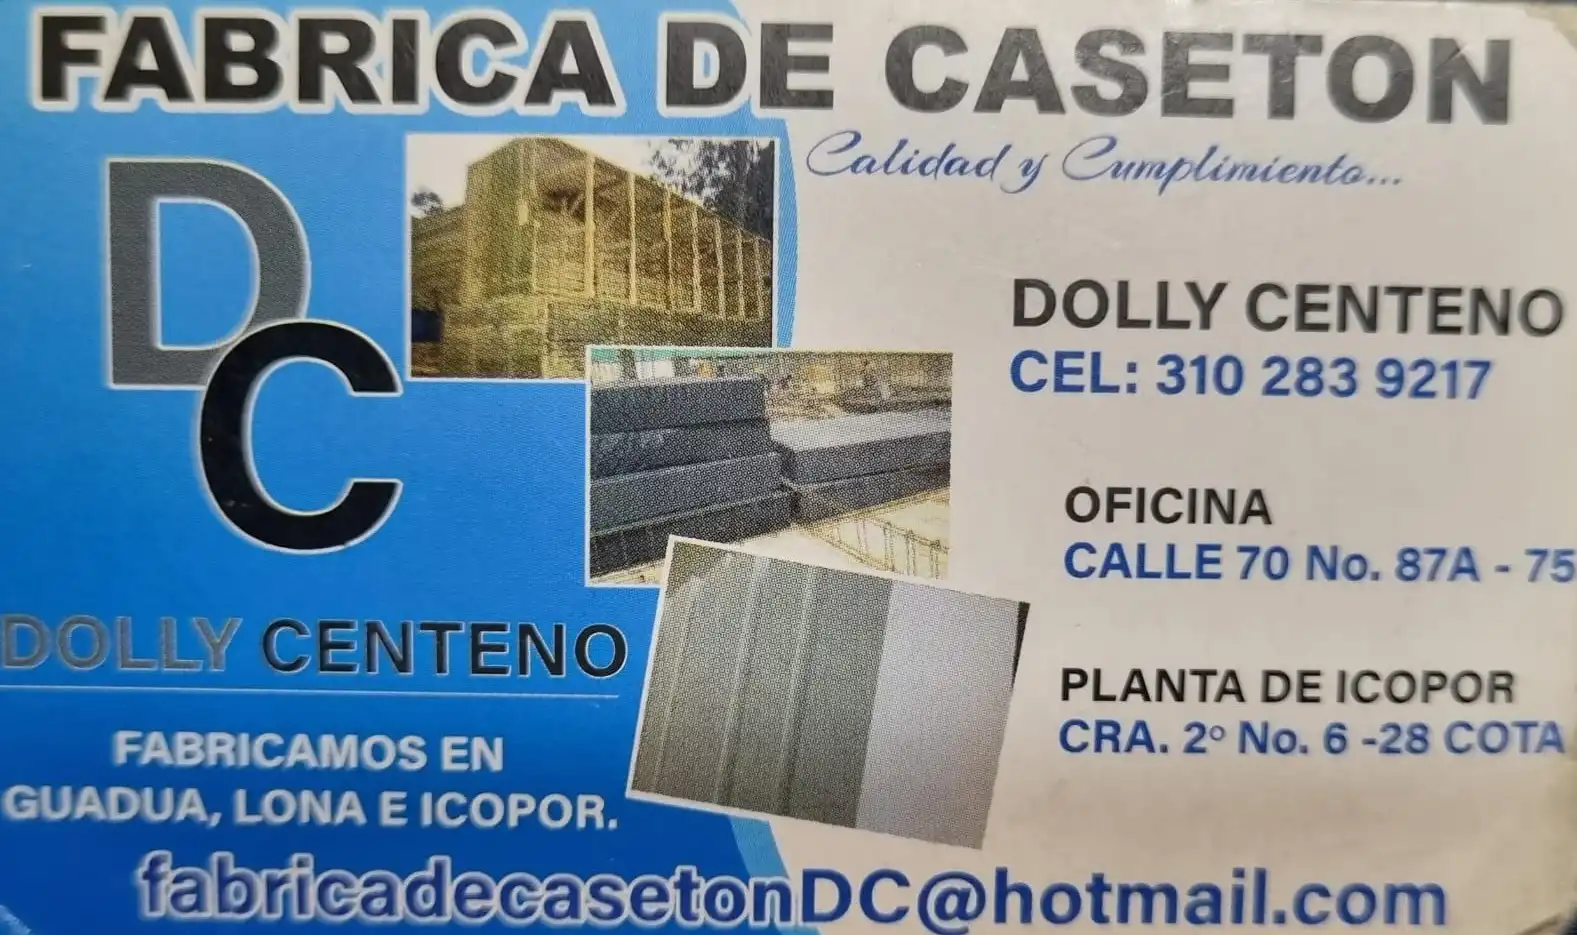 FABRICA DE CASETON
Calidad y Cumplimiento...
DC
DOLLY CENTENO
FABRICAMOS EN
GUADUA, LONA E ICOPOR.
DOLLY CENTENO
CEL: 310 283 9217
OFICINA
CALLE 70 No. 87A - 75
PLANTA DE ICOPOR
CRA. 2º No. 6 -28 COTA
fabricadecasetonDC@hotmail.com